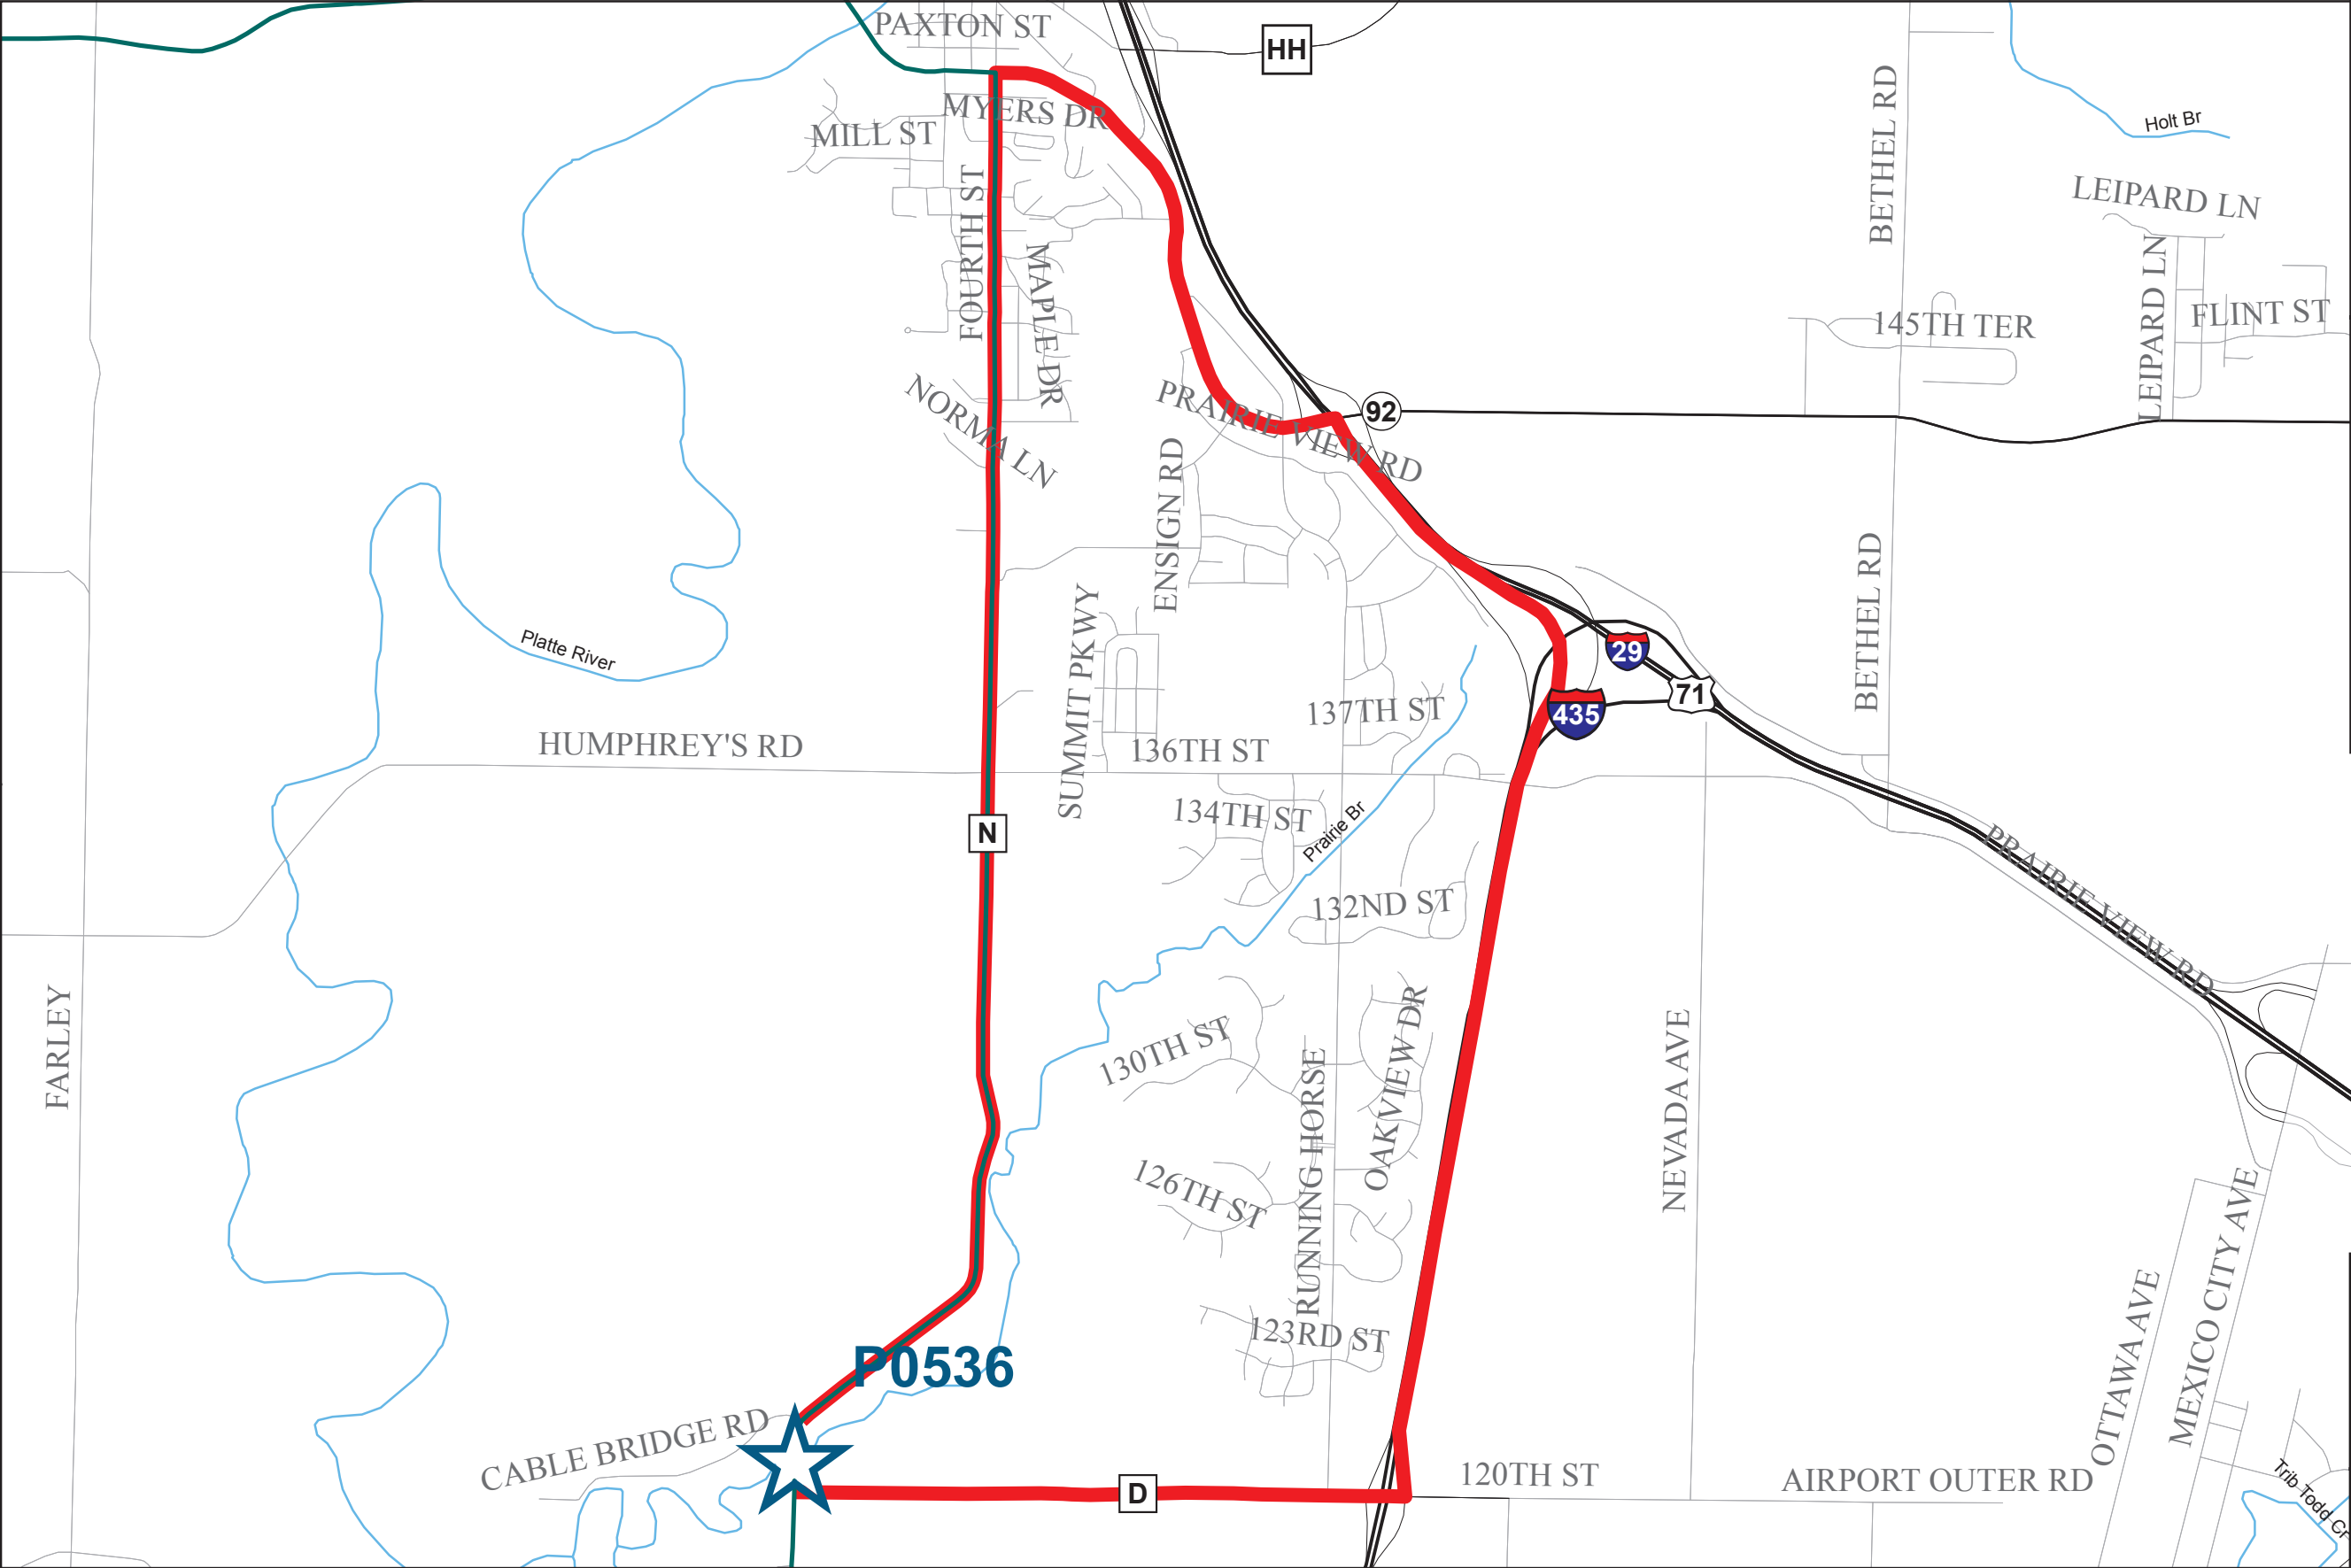 PAXTON ST
HH
MYERS DR
MILL ST
Holt Br
BETHEL RD
LEIPARD LN
FOURTH ST
MAPLE DR
LEIPARD LN
FLINT ST
145TH TER
NORMA LN
PRAIRIE VIEW RD
92
ENSIGN RD
Platte River
SUMMIT PKWY
BETHEL RD
29
71
435
137TH ST
HUMPHREY'S RD
136TH ST
134TH ST
N
Prairie Br
PRAIRIE VIEW RD
132ND ST
FARLEY
130TH ST
OAKVIEW DR
NEVADA AVE
RUNNING HORSE
126TH ST
MEXICO CITY AVE
OTTAWA AVE
123RD ST
P0536
CABLE BRIDGE RD
D
120TH ST
AIRPORT OUTER RD
Trib Todd Cr